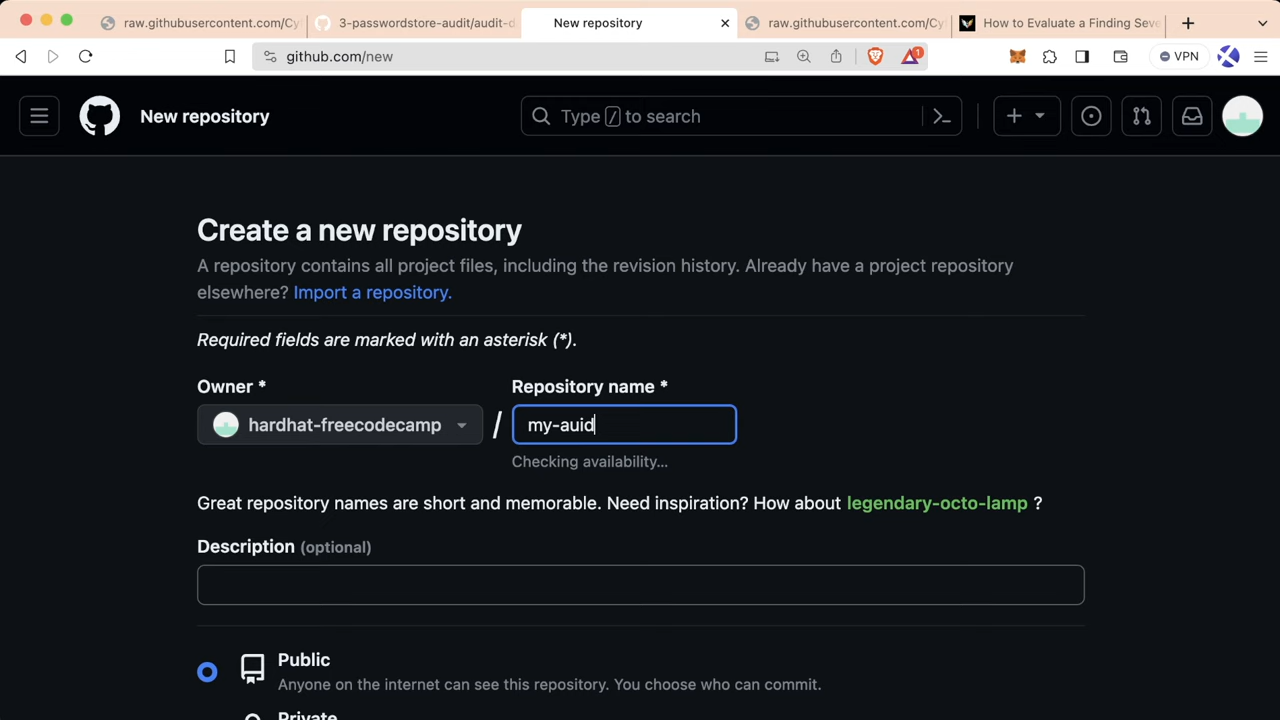 raw.githubusercontent.com/Cy
3-passwordstore-audit/audit-d
New repository
raw.githubusercontent.com/Cy
How to Evaluate a Finding Seve
github.com/new
1
VPN
New repository
Type / to search
Create a new repository
A repository contains all project files, including the revision history. Already have a project repository
elsewhere? Import a repository.
Required fields are marked with an asterisk (*).
Owner *
Repository name *
hardhat-freecodecamp
/
my-auid
Checking availability...
Great repository names are short and memorable. Need inspiration? How about legendary-octo-lamp ?
Description (optional)
Public
Anyone on the internet can see this repository. You choose who can commit.
Private